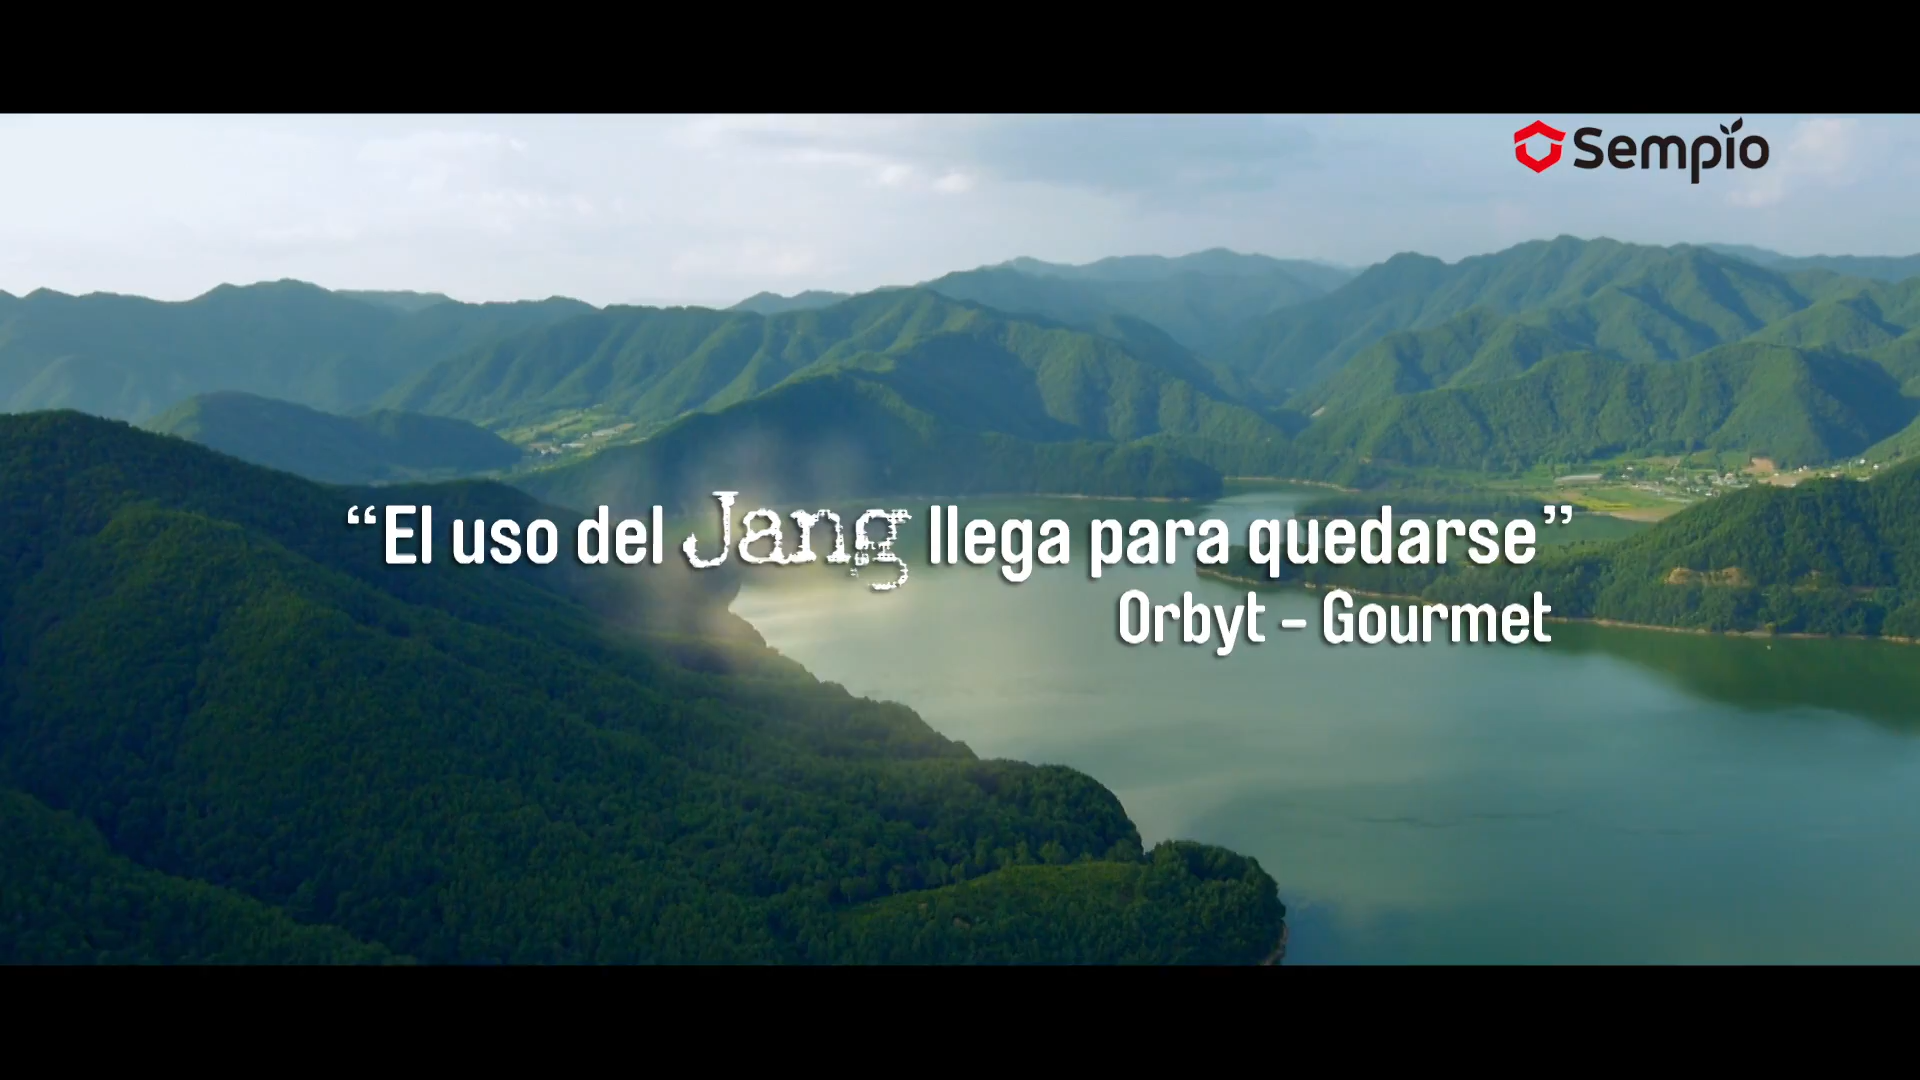 Sempio
“El uso del Jang llega para quedarse”
Orbyt - Gourmet